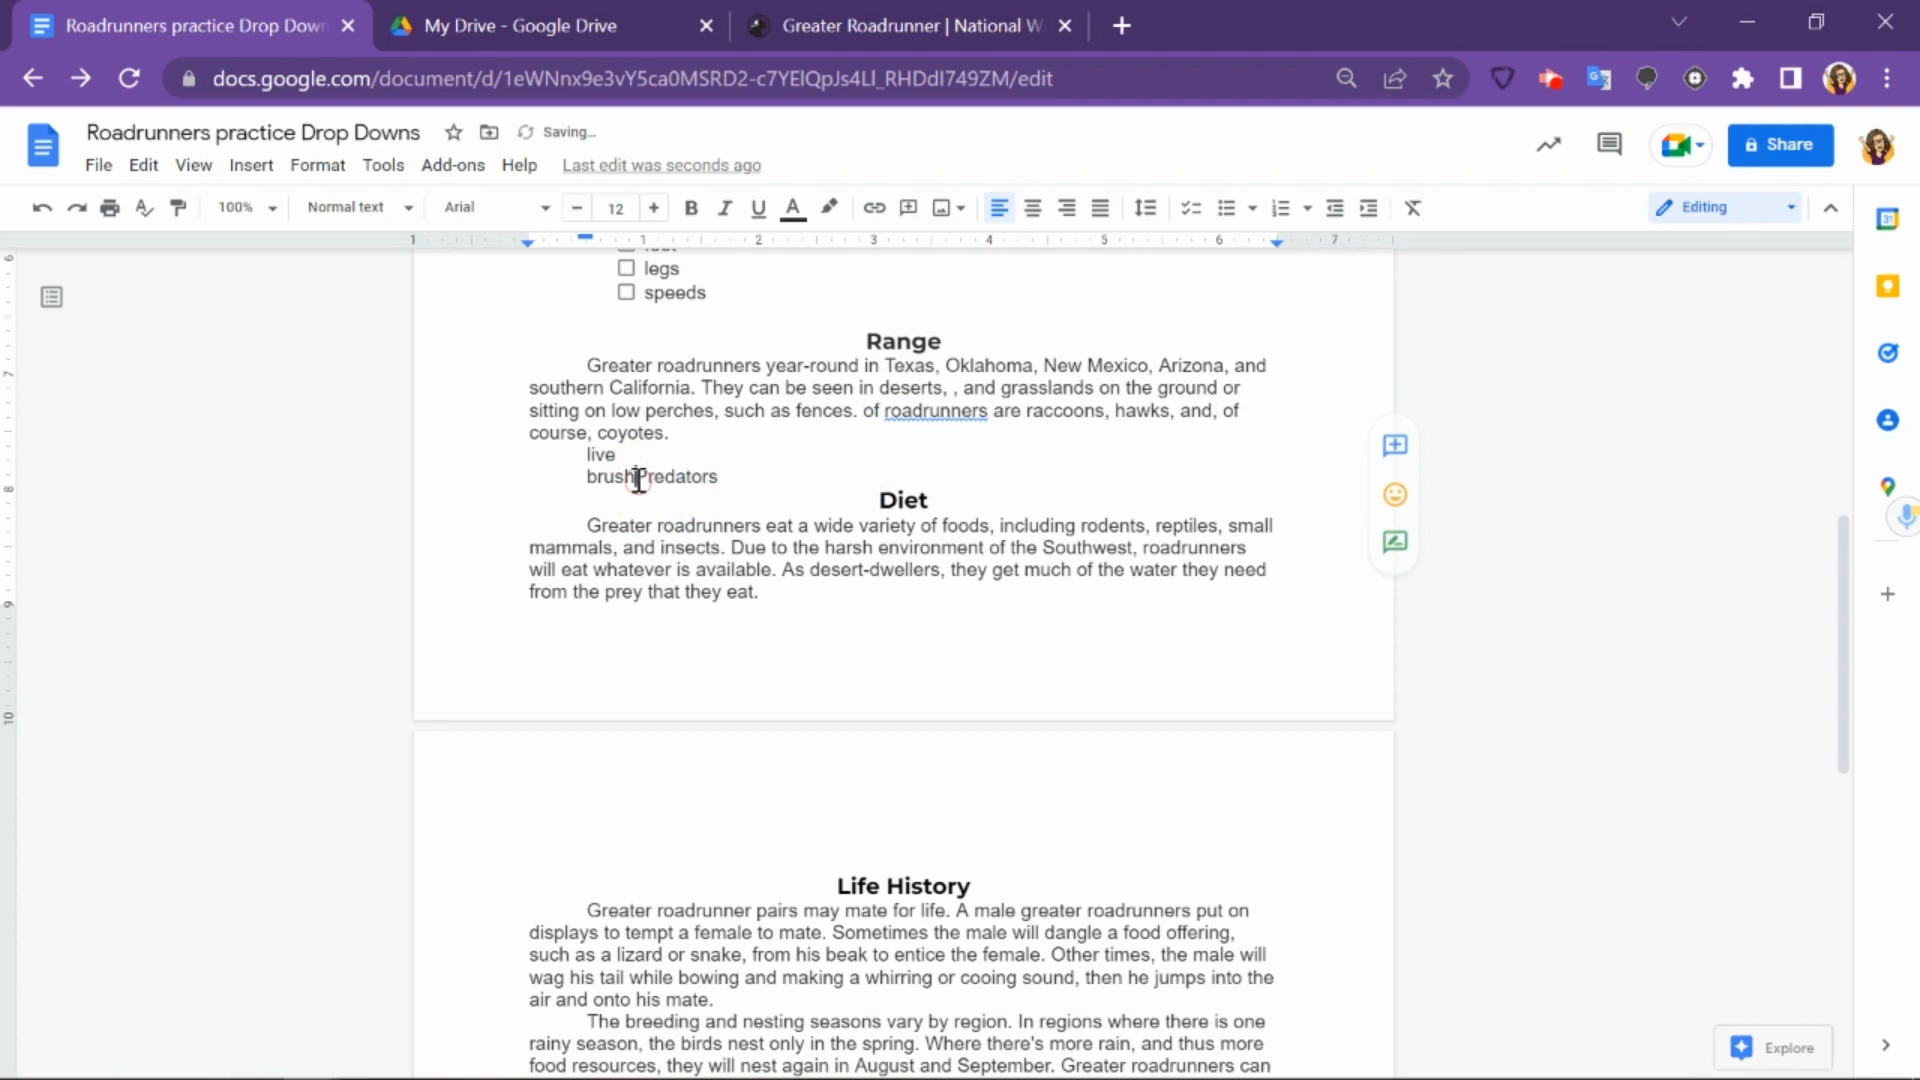 Roadrunners practice Drop Down
My Drive - Google Drive
Greater Roadrunner | National W
docs.google.com/document/d/1eWNnx9e3vY5ca0MSRD2-c7YElQpJs4Ll_RHDdI749ZM/edit
Roadrunners practice Drop Downs
Saving…
File Edit View Insert Format Tools Add-ons Help Last edit was seconds ago
Share
100% Normal text Arial 12 Editing
1 1 2 3 4 5 6 7
legs
speeds
Range
Greater roadrunners year-round in Texas, Oklahoma, New Mexico, Arizona, and
southern California. They can be seen in deserts, , and grasslands on the ground or
sitting on low perches, such as fences. of roadrunners are raccoons, hawks, and, of
course, coyotes.
live
brushPredators
Diet
Greater roadrunners eat a wide variety of foods, including rodents, reptiles, small
mammals, and insects. Due to the harsh environment of the Southwest, roadrunners
will eat whatever is available. As desert-dwellers, they get much of the water they need
from the prey that they eat.
Life History
Greater roadrunner pairs may mate for life. A male greater roadrunners put on
displays to tempt a female to mate. Sometimes the male will dangle a food offering,
such as a lizard or snake, from his beak to entice the female. Other times, the male will
wag his tail while bowing and making a whirring or cooing sound, then he jumps into the
air and onto his mate.
The breeding and nesting seasons vary by region. In regions where there is one
rainy season, the birds nest only in the spring. Where there's more rain, and thus more
food resources, they will nest again in August and September. Greater roadrunners can
Explore